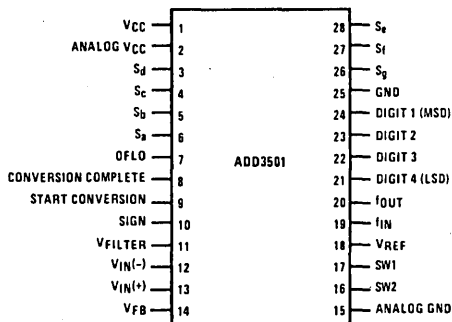 VCC 1 28 Se
ANALOG VCC 2 27 Sf
Sd 3 26 Sg
Sc 4 25 GND
Sb 5 24 DIGIT 1 (MSD)
Sa 6 23 DIGIT 2
OFLO 7 22 DIGIT 3
ADD3501
CONVERSION COMPLETE 8 21 DIGIT 4 (LSD)
START CONVERSION 9 20 fOUT
SIGN 10 19 fIN
VFILTER 11 18 VREF
VIN(-) 12 17 SW1
VIN(+) 13 16 SW2
VFB 14 15 ANALOG GND